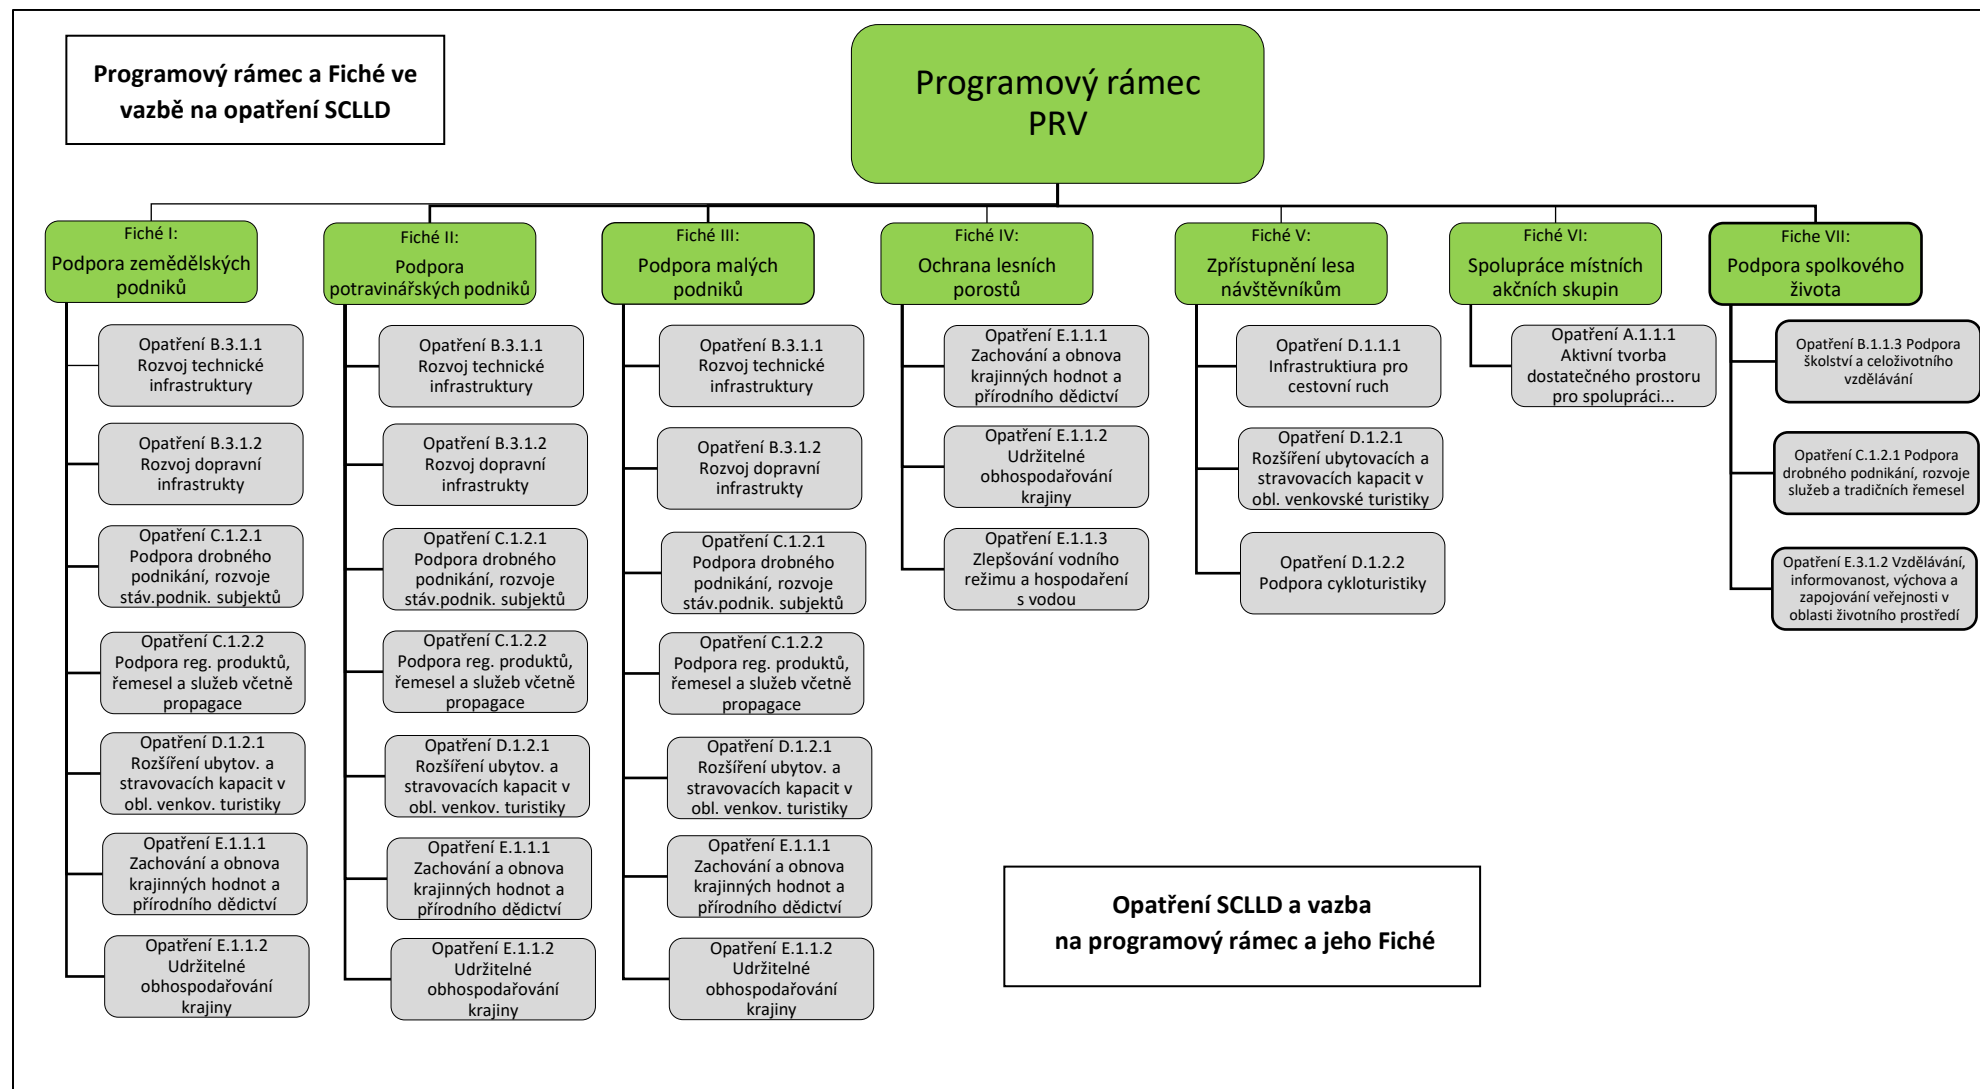 Programový rámec a Fiché ve
vazbě na opatření SCLLD
Programový rámec
PRV
Fiché I:
Podpora zemědělských
podniků
Opatření B.3.1.1
Rozvoj technické
infrastruktury
Opatření B.3.1.2
Rozvoj dopravní
infrastrukty
Opatření C.1.2.1
Podpora drobného
podnikání, rozvoje
stáv.podnik. subjektů
Opatření C.1.2.2
Podpora reg. produktů,
řemesel a služeb včetně
propagace
Opatření D.1.2.1
Rozšíření ubytov. a
stravovacích kapacit v
obl. venkov. turistiky
Opatření E.1.1.1
Zachování a obnova
krajinných hodnot a
přírodního dědictví
Opatření E.1.1.2
Udržitelné
obhospodařování
krajiny
Fiché II:
Podpora
potravinářských podniků
Opatření B.3.1.1
Rozvoj technické
infrastruktury
Opatření B.3.1.2
Rozvoj dopravní
infrastrukty
Opatření C.1.2.1
Podpora drobného
podnikání, rozvoje
stáv.podnik. subjektů
Opatření C.1.2.2
Podpora reg. produktů,
řemesel a služeb včetně
propagace
Opatření D.1.2.1
Rozšíření ubytov. a
stravovacích kapacit v
obl. venkov. turistiky
Opatření E.1.1.1
Zachování a obnova
krajinných hodnot a
přírodního dědictví
Opatření E.1.1.2
Udržitelné
obhospodařování
krajiny
Fiché III:
Podpora malých
podniků
Opatření B.3.1.1
Rozvoj technické
infrastruktury
Opatření B.3.1.2
Rozvoj dopravní
infrastrukty
Opatření C.1.2.1
Podpora drobného
podnikání, rozvoje
stáv.podnik. subjektů
Opatření C.1.2.2
Podpora reg. produktů,
řemesel a služeb včetně
propagace
Opatření D.1.2.1
Rozšíření ubytov. a
stravovacích kapacit v
obl. venkov. turistiky
Opatření E.1.1.1
Zachování a obnova
krajinných hodnot a
přírodního dědictví
Opatření E.1.1.2
Udržitelné
obhospodařování
krajiny
Fiché IV:
Ochrana lesních
porostů
Opatření E.1.1.1
Zachování a obnova
krajinných hodnot a
přírodního dědictví
Opatření E.1.1.2
Udržitelné
obhospodařování
krajiny
Opatření E.1.1.3
Zlepšování vodního
režimu a hospodaření
s vodou
Fiché V:
Zpřístupnění lesa
návštěvníkům
Opatření D.1.1.1
Infrastruktiura pro
cestovní ruch
Opatření D.1.2.1
Rozšíření ubytovacích a
stravovacích kapacit v
obl. venkovské turistiky
Opatření D.1.2.2
Podpora cykloturistiky
Fiché VI:
Spolupráce místních
akčních skupin
Opatření A.1.1.1
Aktivní tvorba
dostatečného prostoru
pro spolupráci...
Fiche VII:
Podpora spolkového
života
Opatření B.1.1.3 Podpora
školství a celoživotního
vzdělávání
Opatření C.1.2.1 Podpora
drobného podnikání, rozvoje
služeb a tradičních řemesel
Opatření E.3.1.2 Vzdělávání,
informovanost, výchova a
zapojování veřejnosti v
oblasti životního prostředí
Opatření SCLLD a vazba
na programový rámec a jeho Fiché